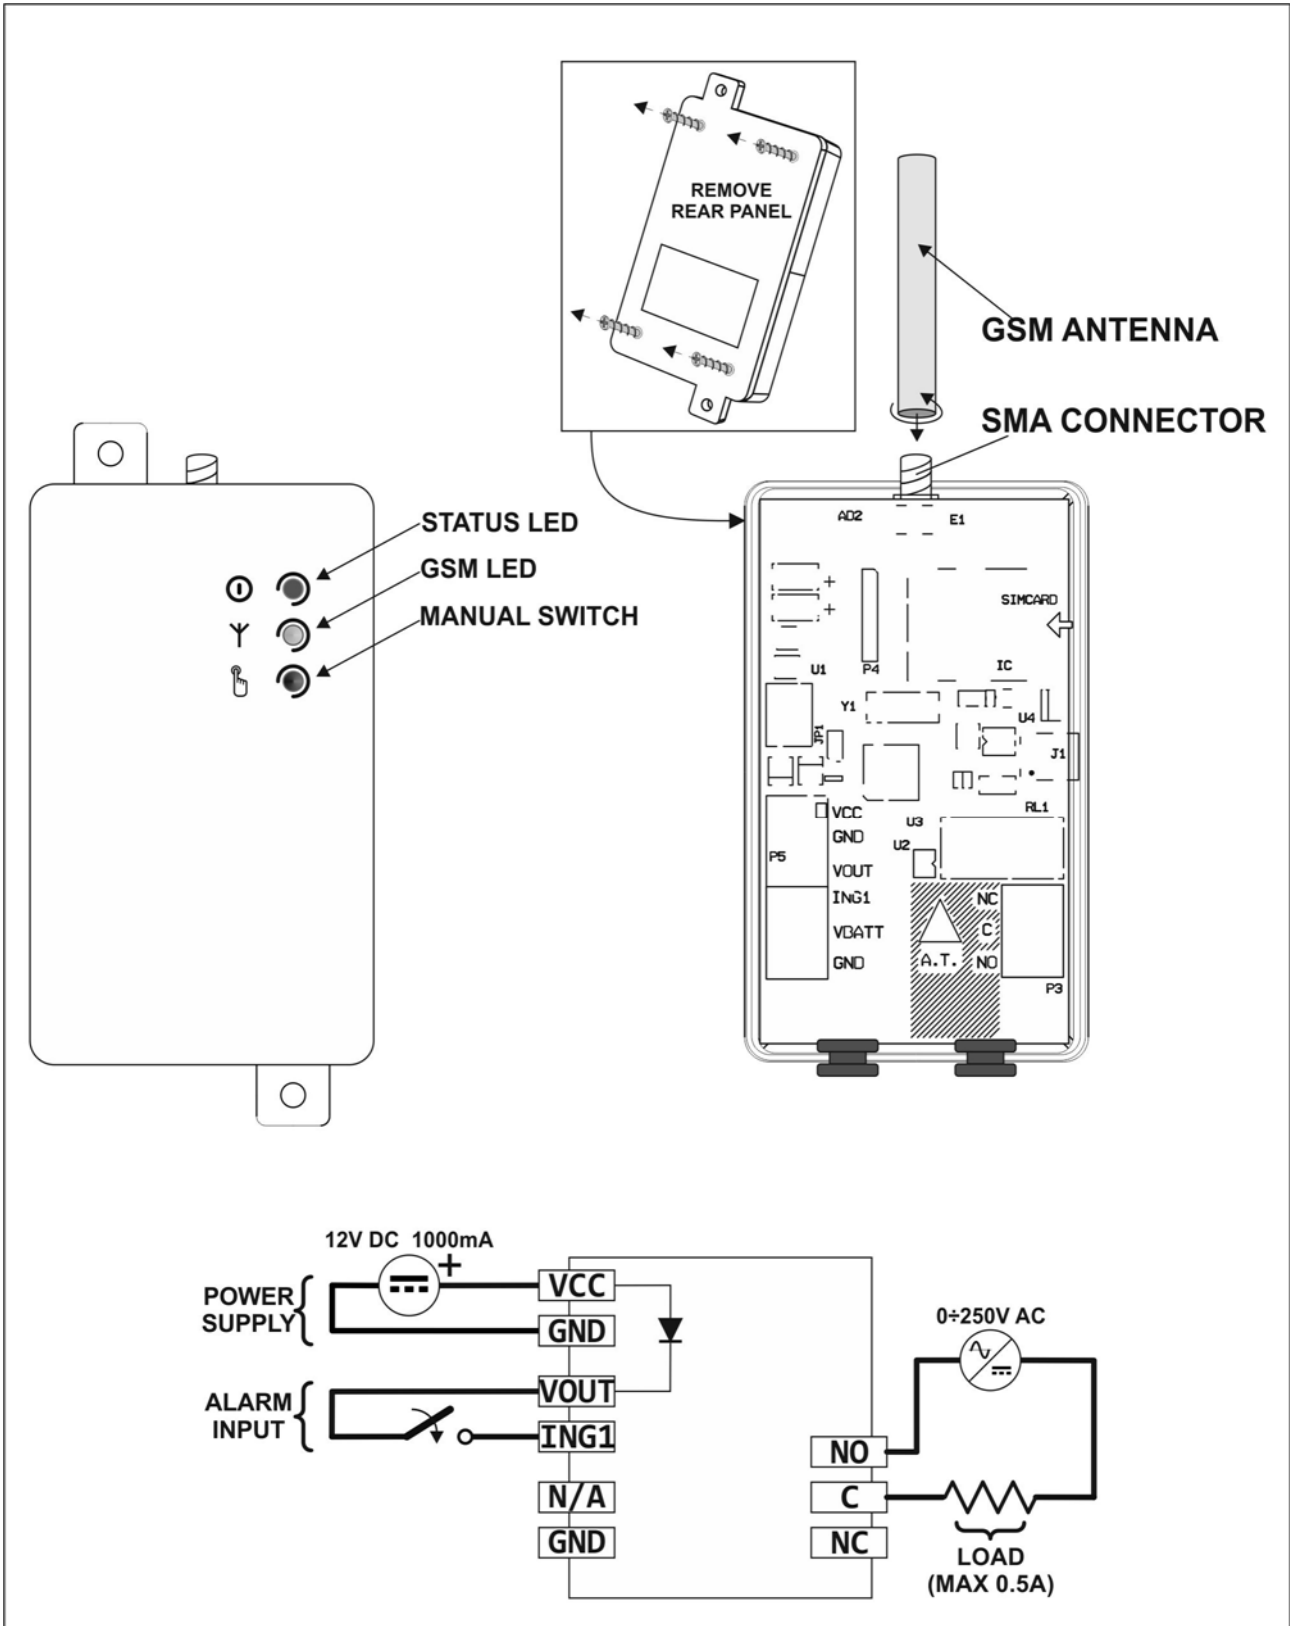 REMOVE
REAR PANEL
GSM ANTENNA
SMA CONNECTOR
STATUS LED
GSM LED
MANUAL SWITCH
AD2
E1
+
+
SIMCARD
IC
U1
P4
Y1
JP1
U4
J1
RL1
VCC
GND
P5
VOUT
ING1
VBATT
GND
U3
U2
NC
C
NO
A.T.
P3
12V DC 1000mA
+
POWER
SUPPLY
VCC
GND
ALARM
INPUT
VOUT
ING1
N/A
GND
0÷250V AC
NO
C
NC
LOAD
(MAX 0.5A)